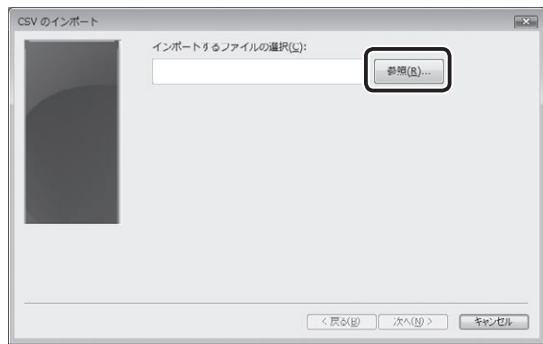 CSV のインポート
インポートするファイルの選択(C):
参照(R)...
< 戻る(B) 次へ(N) > キャンセル